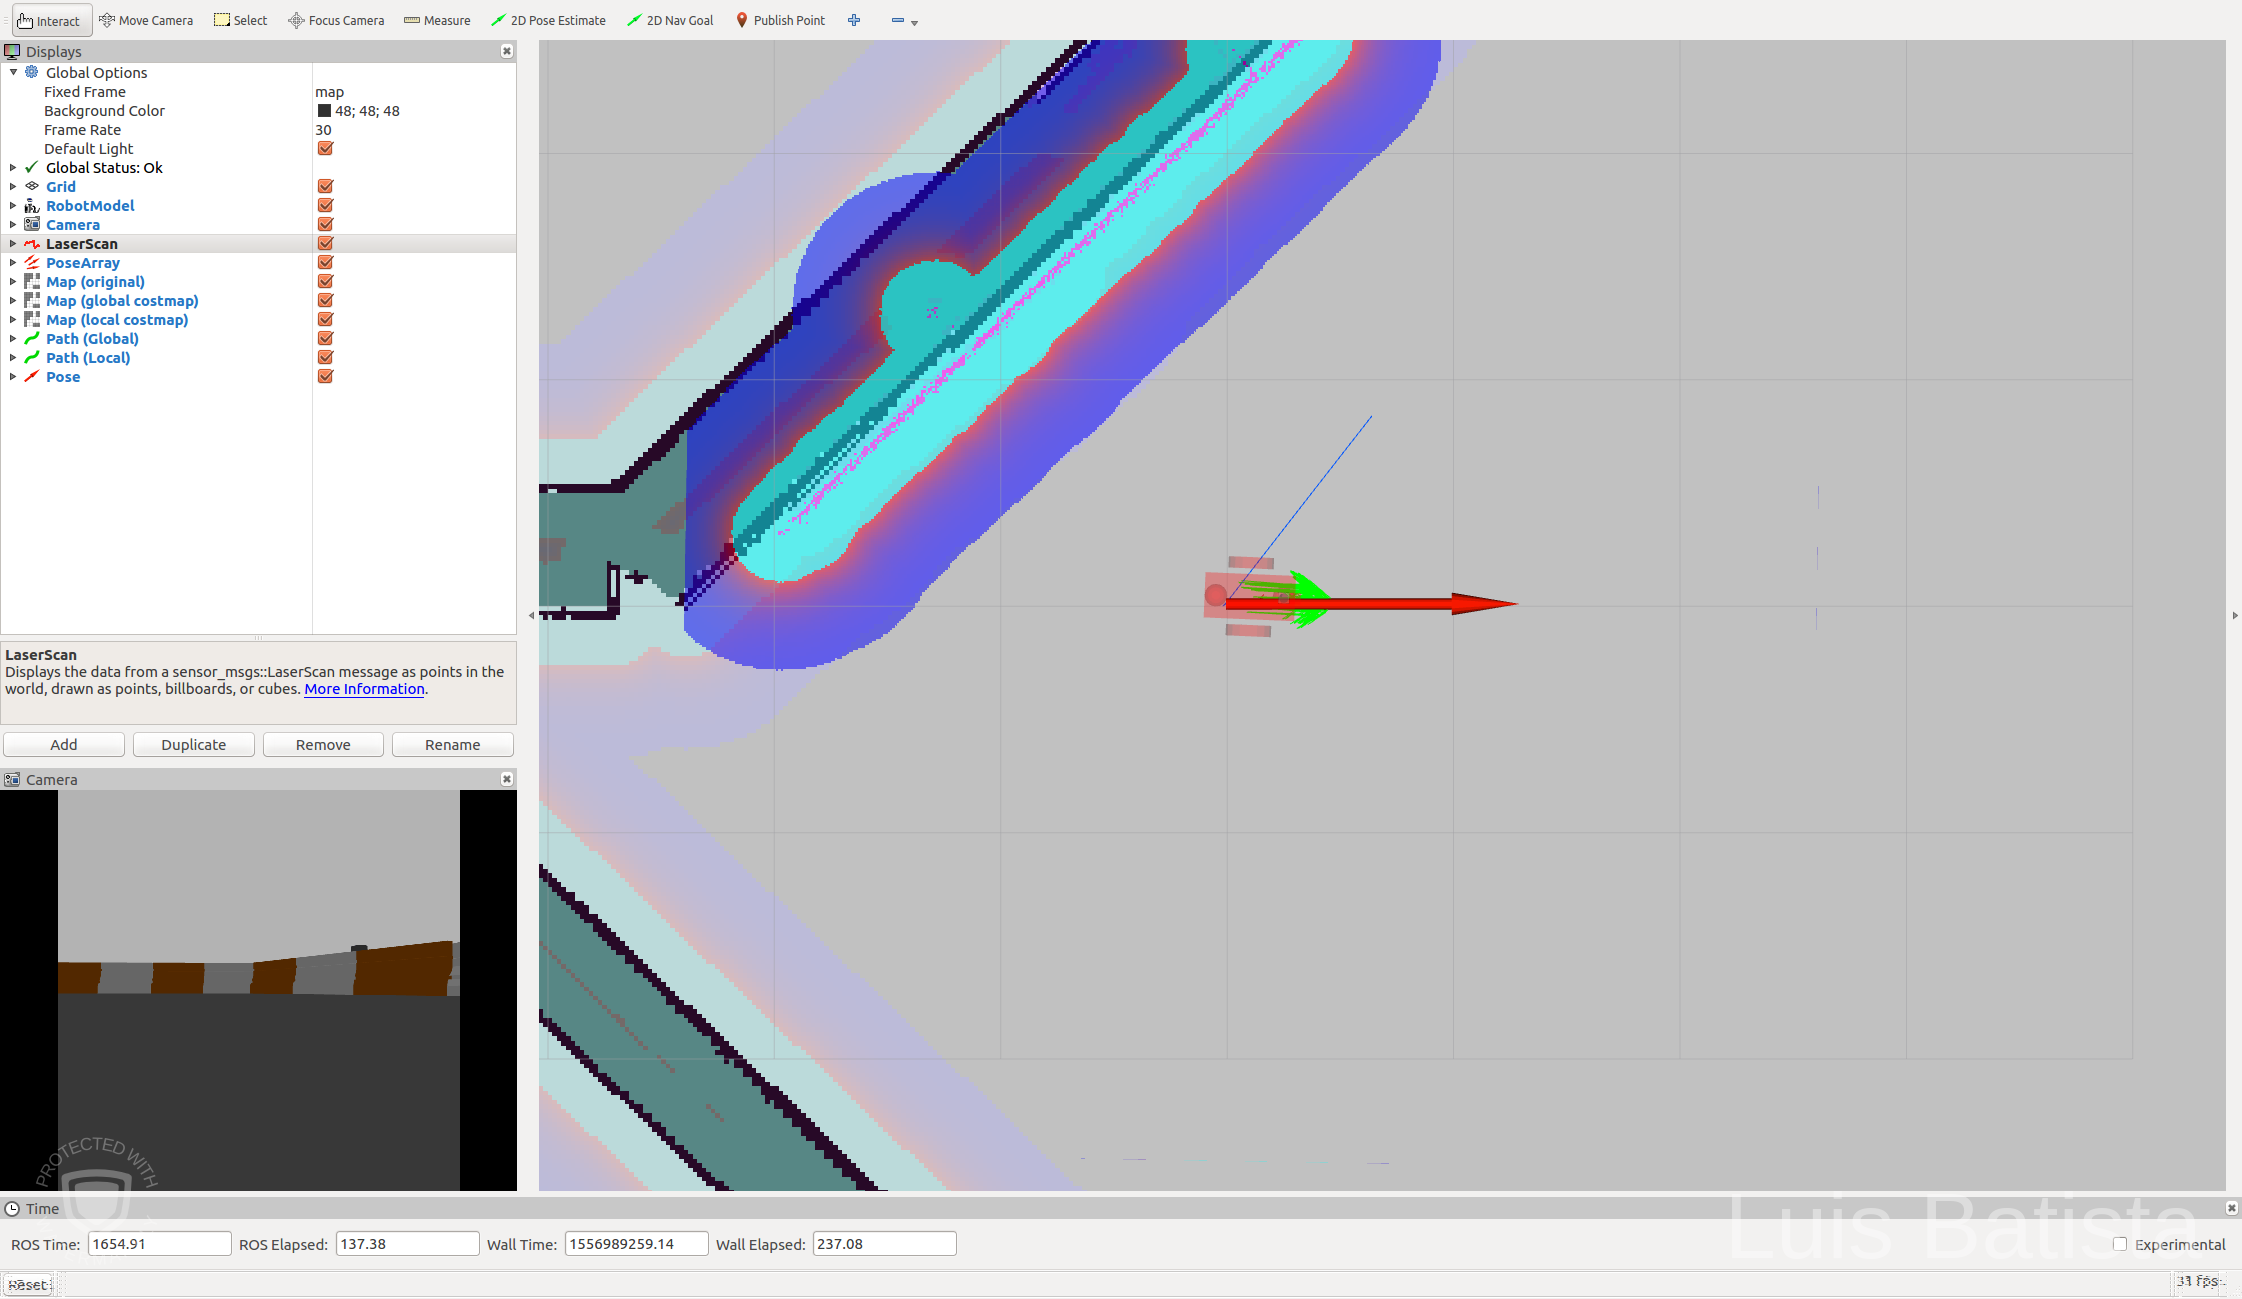 Interact Move Camera Select Focus Camera Measure 2D Pose Estimate 2D Nav Goal Publish Point
Displays
Global Options
Fixed Frame map
Background Color 48; 48; 48
Frame Rate 30
Default Light
Global Status: Ok
Grid
RobotModel
Camera
LaserScan
PoseArray
Map (original)
Map (global costmap)
Map (local costmap)
Path (Global)
Path (Local)
Pose
LaserScan
Displays the data from a sensor_msgs::LaserScan message as points in the
world, drawn as points, billboards, or cubes. More Information.
Add Duplicate Remove Rename
Camera
PROTECTED WITH
Time
Luis Batista
ROS Time: 1654.91 ROS Elapsed: 137.38 Wall Time: 1556989259.14 Wall Elapsed: 237.08 Experimental
Reset